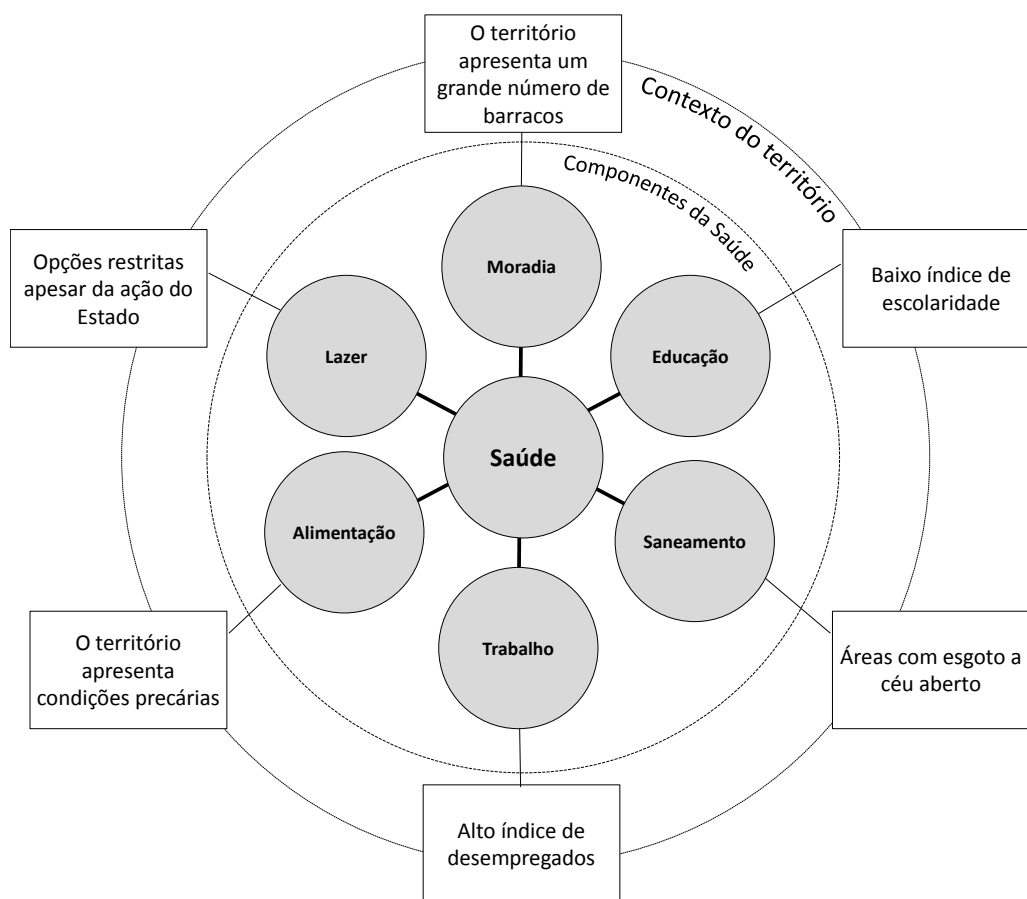 O território
apresenta um
grande número de
barracos
Contexto do território
Componentes da Saúde
Moradia
Opções restritas
apesar da ação do
Estado
Baixo índice de
escolaridade
Lazer
Educação
Saúde
Alimentação
Saneamento
Trabalho
O território
apresenta
condições precárias
Áreas com esgoto a
céu aberto
Alto índice de
desempregados